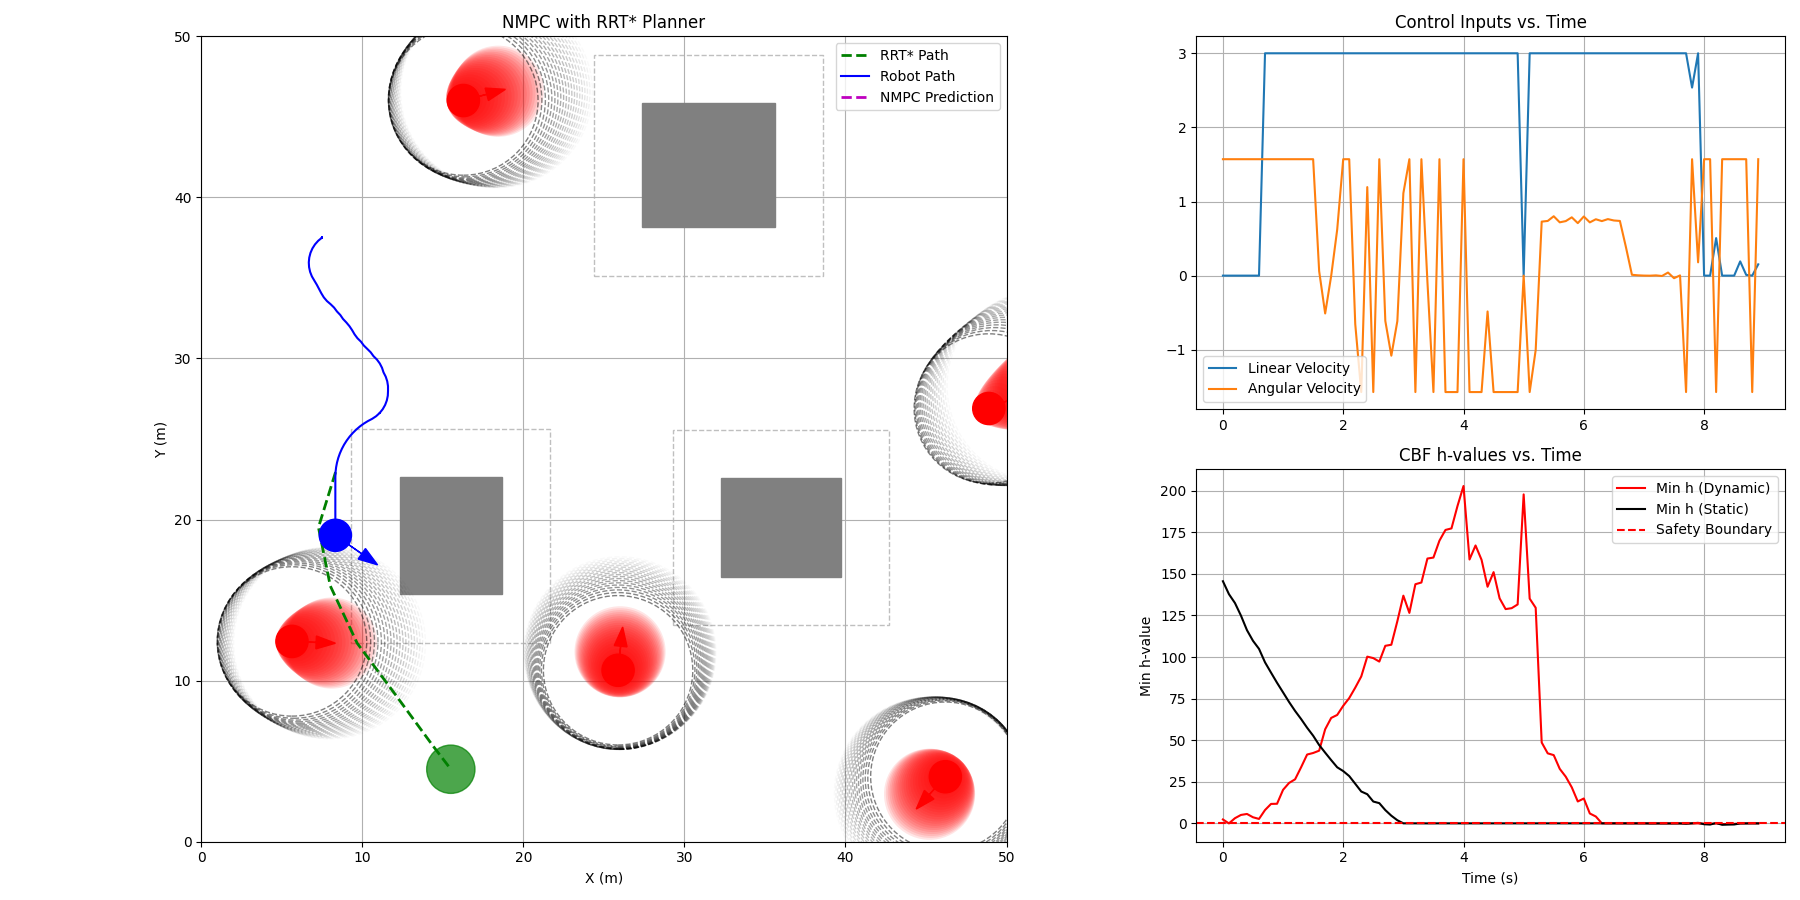 NMPC with RRT* Planner
50
40
30
20
10
0
Y (m)
0
10
20
30
40
50
X (m)
RRT* Path
Robot Path
NMPC Prediction
Control Inputs vs. Time
3
2
1
0
−1
Linear Velocity
Angular Velocity
0
2
4
6
8
CBF h-values vs. Time
200
175
150
125
100
75
50
25
0
Min h-value
Min h (Dynamic)
Min h (Static)
Safety Boundary
0
2
4
6
8
Time (s)